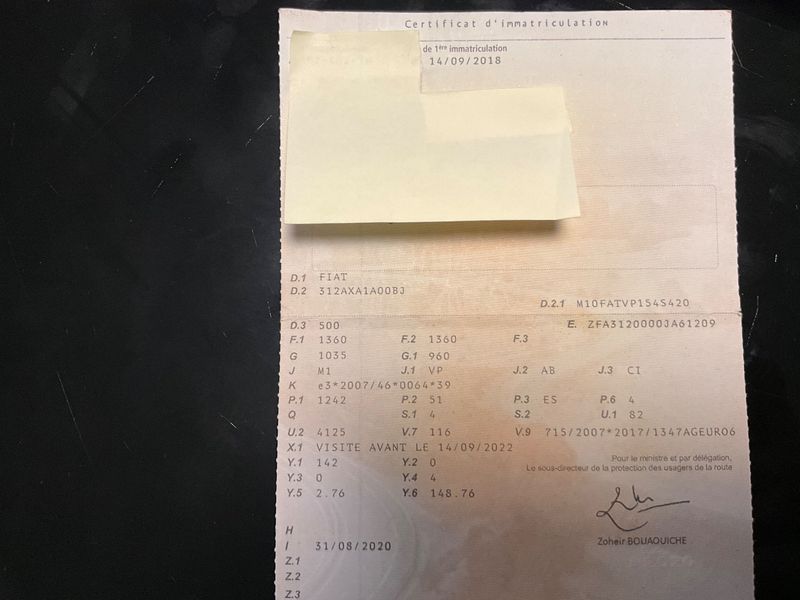 Certificat d'immatriculation
de 1ère immatriculation
14/09/2018
D.1 FIAT
D.2 312AXA1A00BJ
D.2.1 M10FATVP154S420
D.3 500 E. ZFA3120000JA61209
F.1 1360 F.2 1360 F.3
G 1035 G.1 960
J M1 J.1 VP J.2 AB J.3 CI
K e3*2007/46*0064*39
P.1 1242 P.2 51 P.3 ES P.6 4
Q S.1 4 S.2 U.1 82
U.2 4125 V.7 116 V.9 715/2007*2017/1347AGEURO6
X.1 VISITE AVANT LE 14/09/2022
Pour le ministre et par délégation,
Y.1 142 Y.2 0 Le sous-directeur de la protection des usagers de la route
Y.3 0 Y.4 4
Y.5 2.76 Y.6 148.76
H
Zoheir BOUAOUICHE
I 31/08/2020
Z.1
Z.2
Z.3